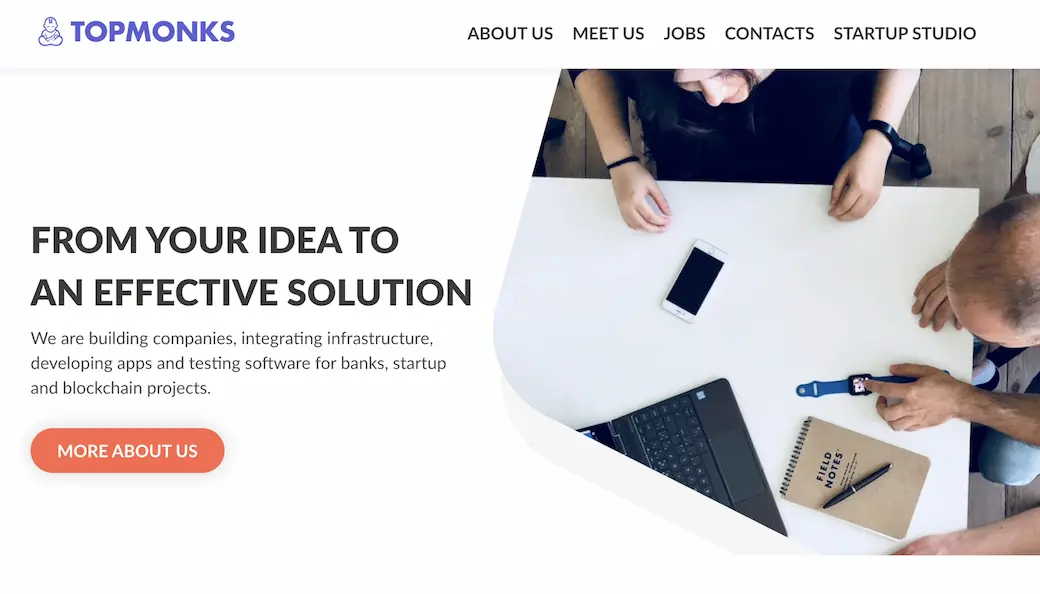 TOPMONKS
ABOUT US MEET US JOBS CONTACTS STARTUP STUDIO
FROM YOUR IDEA TO
AN EFFECTIVE SOLUTION
We are building companies, integrating infrastructure,
developing apps and testing software for banks, startup
and blockchain projects.
MORE ABOUT US
FIELD
NOTES